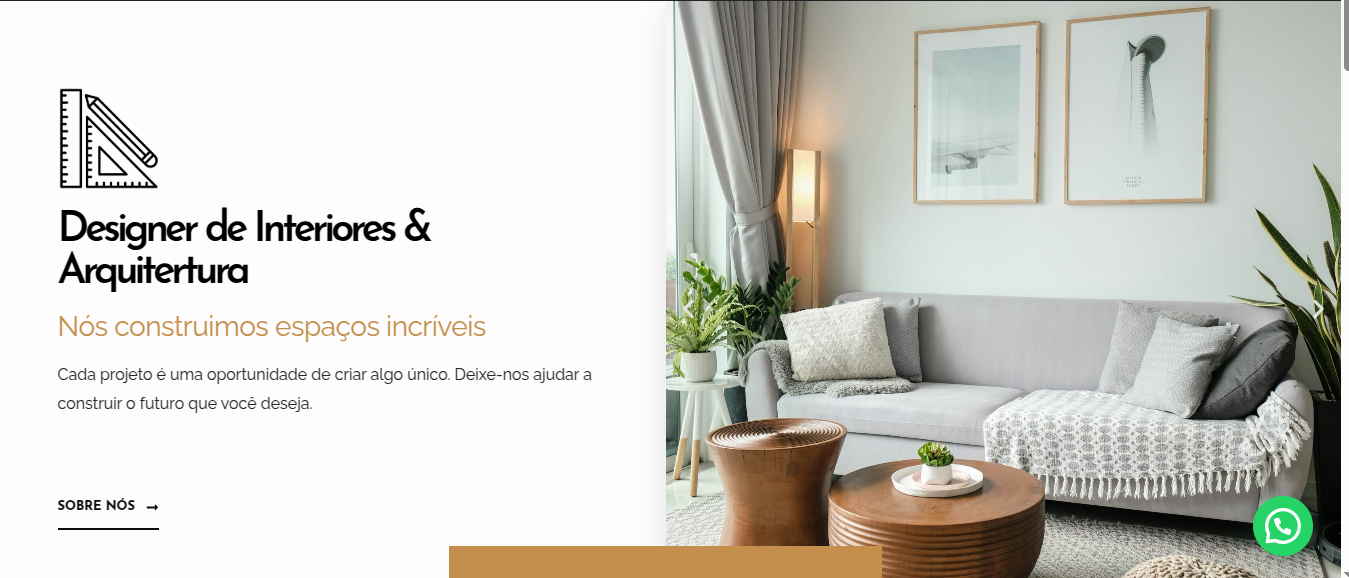 Designer de Interiores &
Arquitertura
Nós construimos espaços incríveis
Cada projeto é uma oportunidade de criar algo único. Deixe-nos ajudar a
construir o futuro que você deseja.
SOBRE NÓS